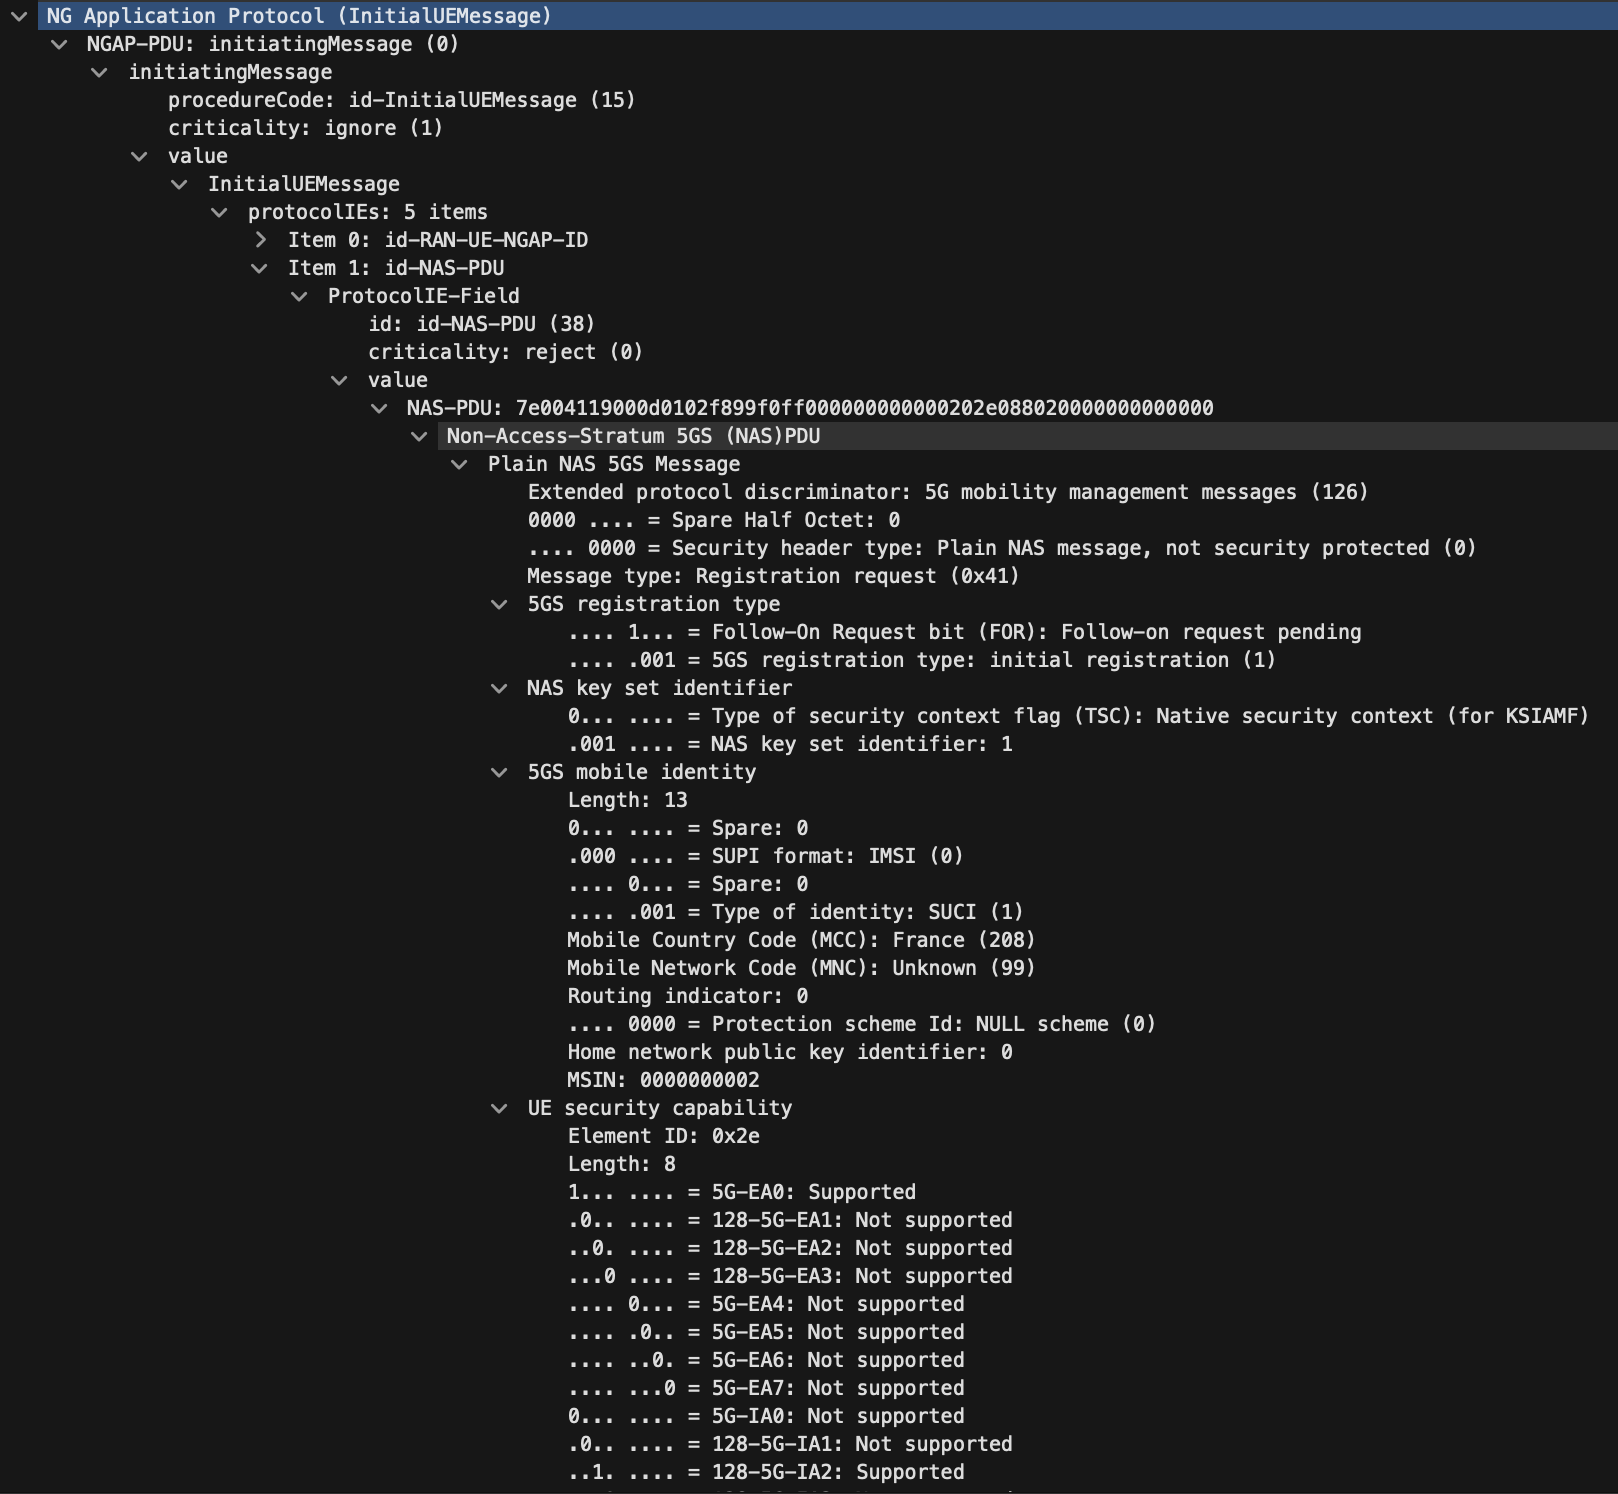 NG Application Protocol (InitialUEMessage)
NGAP-PDU: initiatingMessage (0)
initiatingMessage
procedureCode: id-InitialUEMessage (15)
criticality: ignore (1)
value
InitialUEMessage
protocolIEs: 5 items
Item 0: id-RAN-UE-NGAP-ID
Item 1: id-NAS-PDU
ProtocolIE-Field
id: id-NAS-PDU (38)
criticality: reject (0)
value
NAS-PDU: 7e004119000d0102f899f0ff000000000000202e088020000000000000
Non-Access-Stratum 5GS (NAS)PDU
Plain NAS 5GS Message
Extended protocol discriminator: 5G mobility management messages (126)
0000 .... = Spare Half Octet: 0
.... 0000 = Security header type: Plain NAS message, not security protected (0)
Message type: Registration request (0x41)
5GS registration type
.... 1... = Follow-On Request bit (FOR): Follow-on request pending
.... .001 = 5GS registration type: initial registration (1)
NAS key set identifier
0... .... = Type of security context flag (TSC): Native security context (for KSIAMF)
.001 .... = NAS key set identifier: 1
5GS mobile identity
Length: 13
0... .... = Spare: 0
.000 .... = SUPI format: IMSI (0)
.... 0... = Spare: 0
.... .001 = Type of identity: SUCI (1)
Mobile Country Code (MCC): France (208)
Mobile Network Code (MNC): Unknown (99)
Routing indicator: 0
.... 0000 = Protection scheme Id: NULL scheme (0)
Home network public key identifier: 0
MSIN: 0000000002
UE security capability
Element ID: 0x2e
Length: 8
1... .... = 5G-EA0: Supported
.0.. .... = 128-5G-EA1: Not supported
..0. .... = 128-5G-EA2: Not supported
...0 .... = 128-5G-EA3: Not supported
.... 0... = 5G-EA4: Not supported
.... .0.. = 5G-EA5: Not supported
.... ..0. = 5G-EA6: Not supported
.... ...0 = 5G-EA7: Not supported
0... .... = 5G-IA0: Not supported
.0.. .... = 128-5G-IA1: Not supported
..1. .... = 128-5G-IA2: Supported